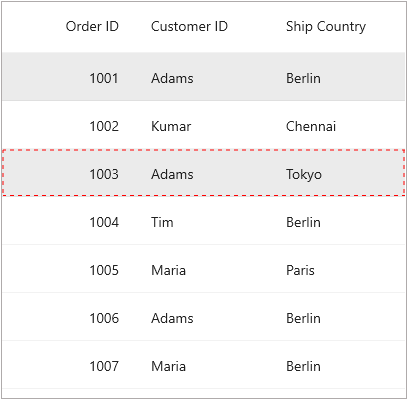 Order ID Customer ID Ship Country
1001 Adams Berlin
1002 Kumar Chennai
1003 Adams Tokyo
1004 Tim Berlin
1005 Maria Paris
1006 Adams Berlin
1007 Maria Berlin